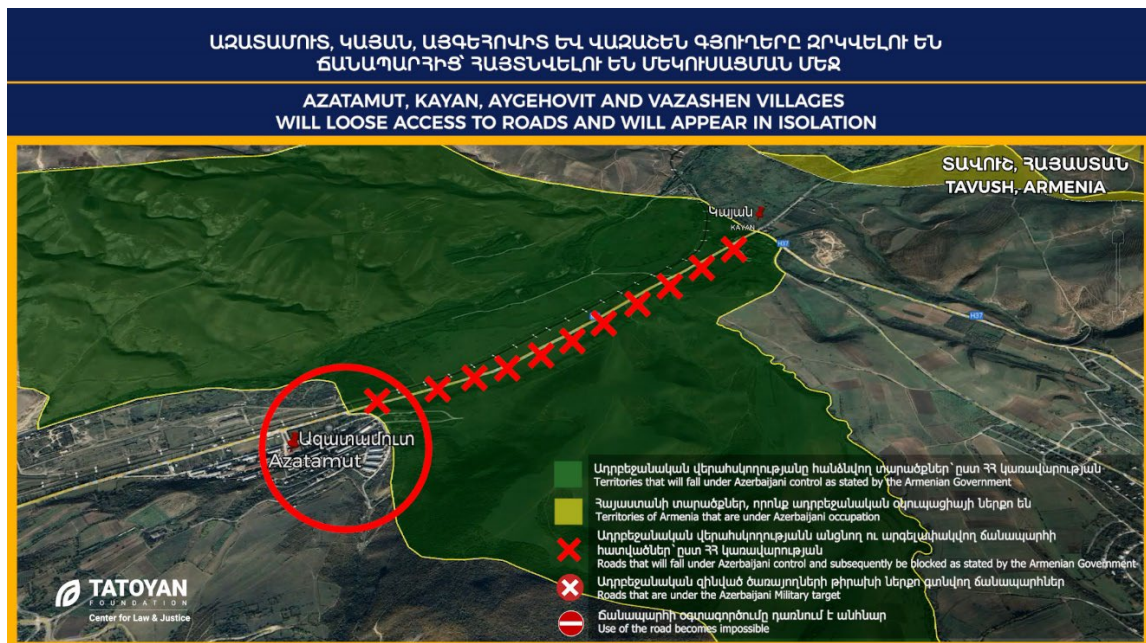 ԱԶԱՏԱՄՈՒՏ, ԿԱՅԱՆ, ԱՅԳԵՀՈՎԻՏ ԵՎ ՎԱԶԱՇԵՆ ԳՅՈՒՂԵՐԸ ԶՐԿՎԵԼՈՒ ԵՆ
ՃԱՆԱՊԱՐՀԻՑ՝ ՀԱՅՏՆՎԵԼՈՒ ԵՆ ՄԵԿՈՒՍԱՑՄԱՆ ՄԵՋ
AZATAMUT, KAYAN, AYGEHOVIT AND VAZASHEN VILLAGES
WILL LOOSE ACCESS TO ROADS AND WILL APPEAR IN ISOLATION
ՏԱՎՈՒՇ, ՀԱՅԱՍՏԱՆ
TAVUSH, ARMENIA
Կայան
KAYAN
H37
H37
Ազատամուտ
Azatamut
Ադրբեջանական վերահսկողությանը հանձնվող տարածքներ՝ ըստ ՀՀ կառավարության
Territories that will fall under Azerbaijani control as stated by the Armenian Government
Հայաստանի տարածքներ, որոնք ադրբեջանական օկուպացիայի ներքո են
Territories of Armenia that are under Azerbaijani occupation
Ադրբեջանական վերահսկողությանն անցնող ու արգելափակվող ճանապարհի
հատվածներ՝ ըստ ՀՀ կառավարության
Roads that will fall under Azerbaijani control and subsequently be blocked as stated by the Armenian Government
Ադրբեջանական զինված ծառայողների թիրախի ներքո գտնվող ճանապարհներ
Roads that are under the Azerbaijani Military target
Ճանապարհի օգտագործումը դառնում է անհնար
Use of the road becomes impossible
TATOYAN
FOUNDATION
Center for Law & Justice